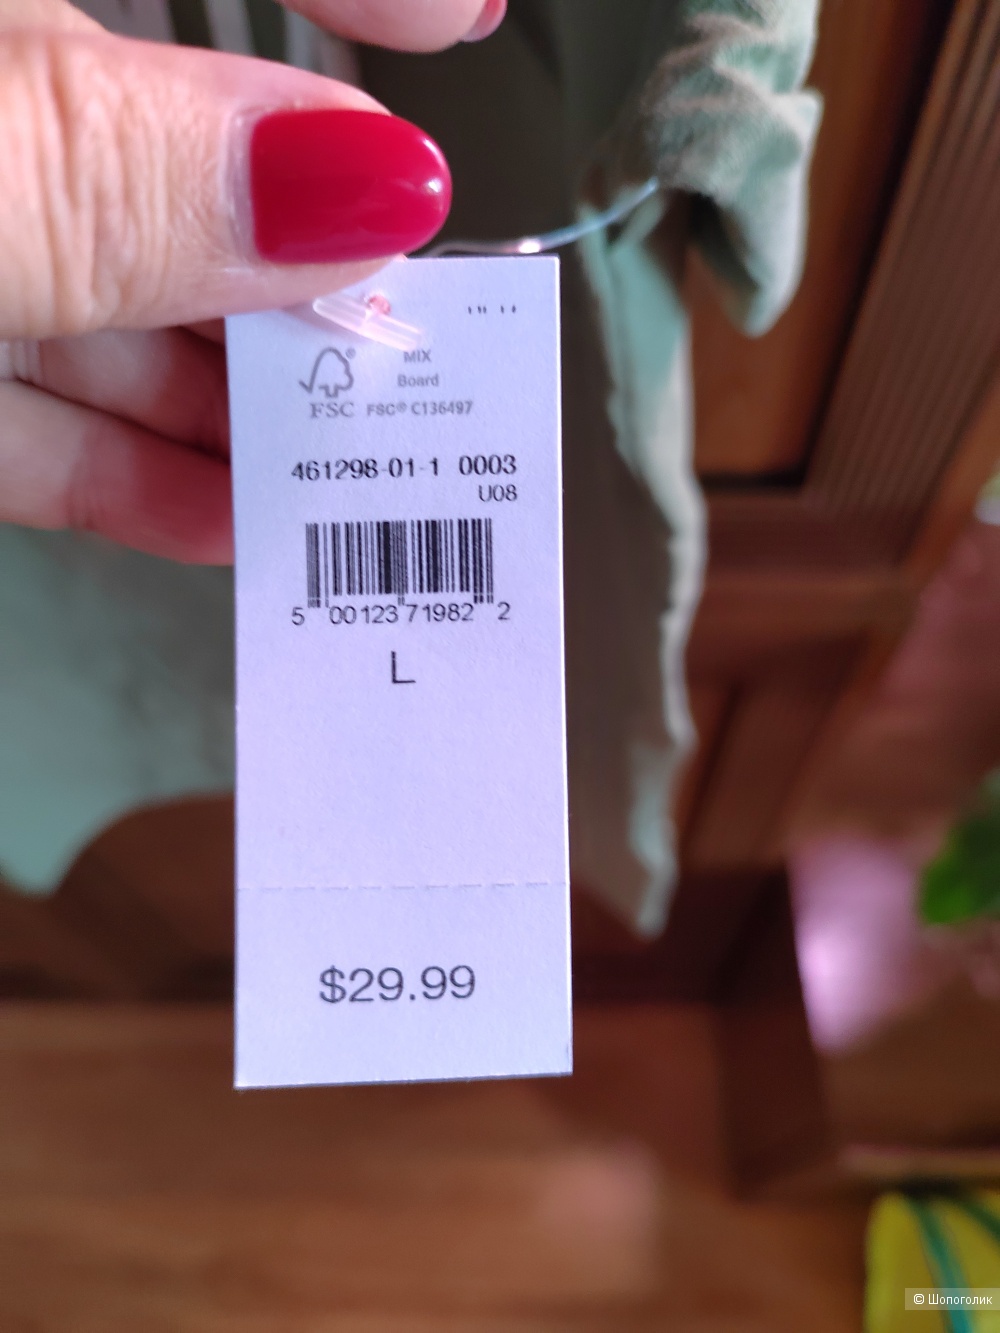 MIX
Board
FSC FSC® C136497
461298-01-1 0003
U08
5 00123 71982 2
L
$29.99
© Шопоголик